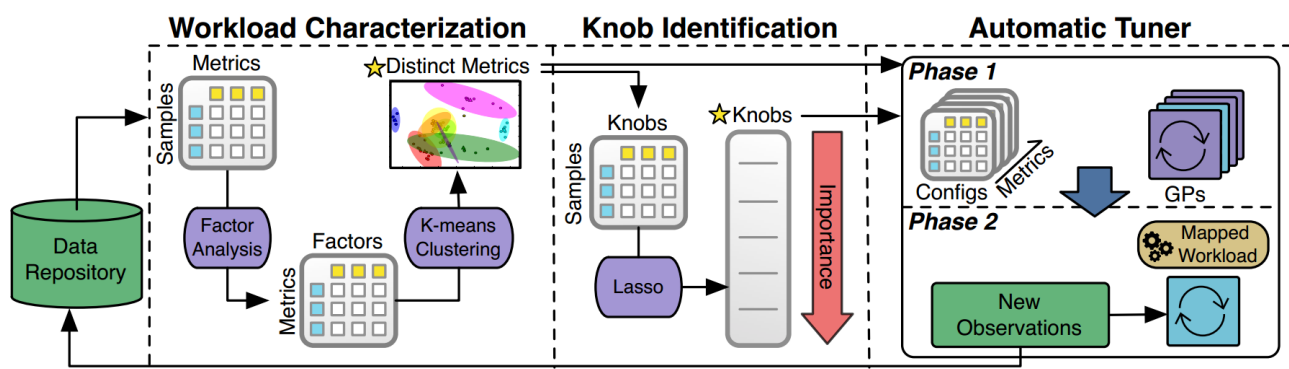 Workload Characterization
Knob Identification
Automatic Tuner
Metrics
Samples
Distinct Metrics
Factor
Analysis
K-means
Clustering
Factors
Metrics
Data
Repository
Knobs
Samples
Lasso
Knobs
Importance
Phase 1
Configs
Metrics
GPs
Phase 2
Mapped
Workload
New
Observations